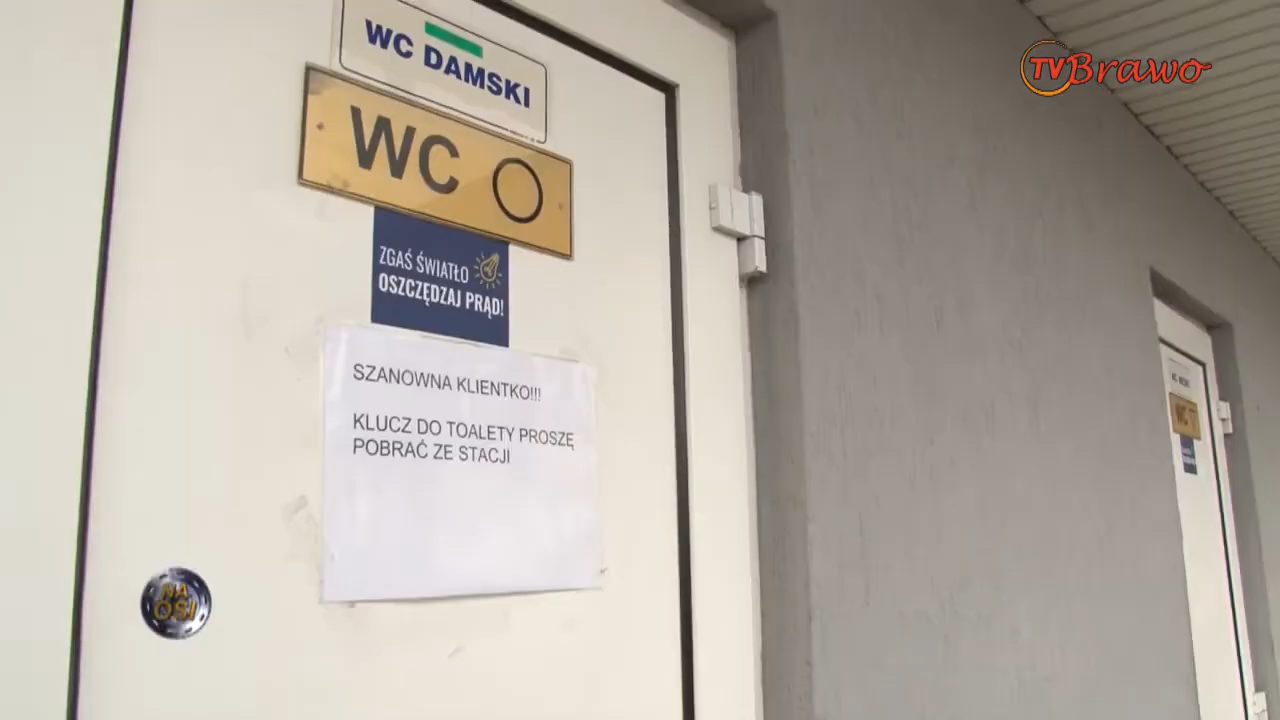 WC DAMSKI
WC O
ZGAŚ ŚWIATŁO
OSZCZĘDZAJ PRĄD!
SZANOWNA KLIENTKO!!!
KLUCZ DO TOALETY PROSZĘ
POBRAĆ ZE STACJI
TVBrawo
NA
OSI
WC